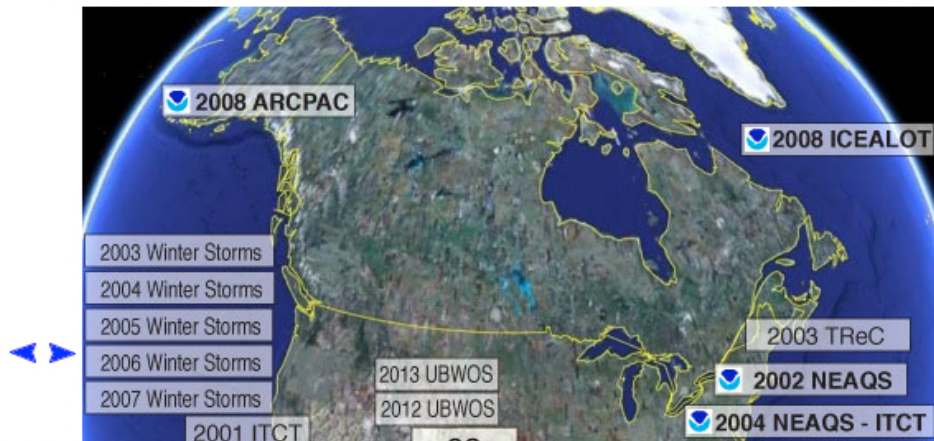 2008 ARCPAC
2008 ICEALOT
2003 Winter Storms
2004 Winter Storms
2005 Winter Storms
2006 Winter Storms
2007 Winter Storms
2003 TReC
2013 UBWOS
2002 NEAQS
2012 UBWOS
2004 NEAQS - ITCT
2001 ITCT